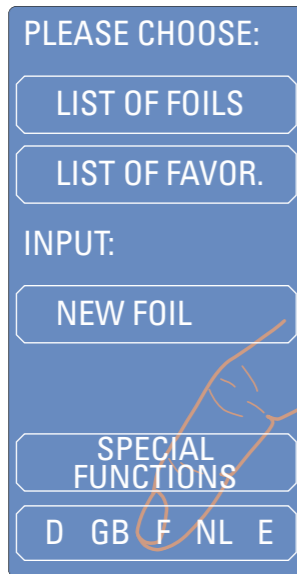 PLEASE CHOOSE:
LIST OF FOILS
LIST OF FAVOR.
INPUT:
NEW FOIL
SPECIAL
FUNCTIONS
D GB F NL E